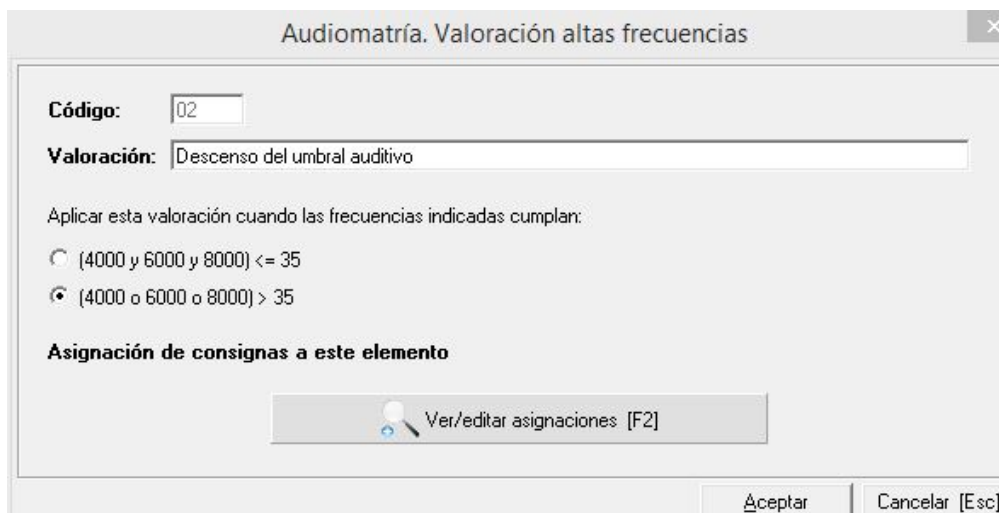 Audiomatría. Valoración altas frecuencias
Código: 02
Valoración: Descenso del umbral auditivo
Aplicar esta valoración cuando las frecuencias indicadas cumplan:
(4000 y 6000 y 8000) <= 35
(4000 o 6000 o 8000) > 35
Asignación de consignas a este elemento
Ver/editar asignaciones [F2]
Aceptar Cancelar [Esc]